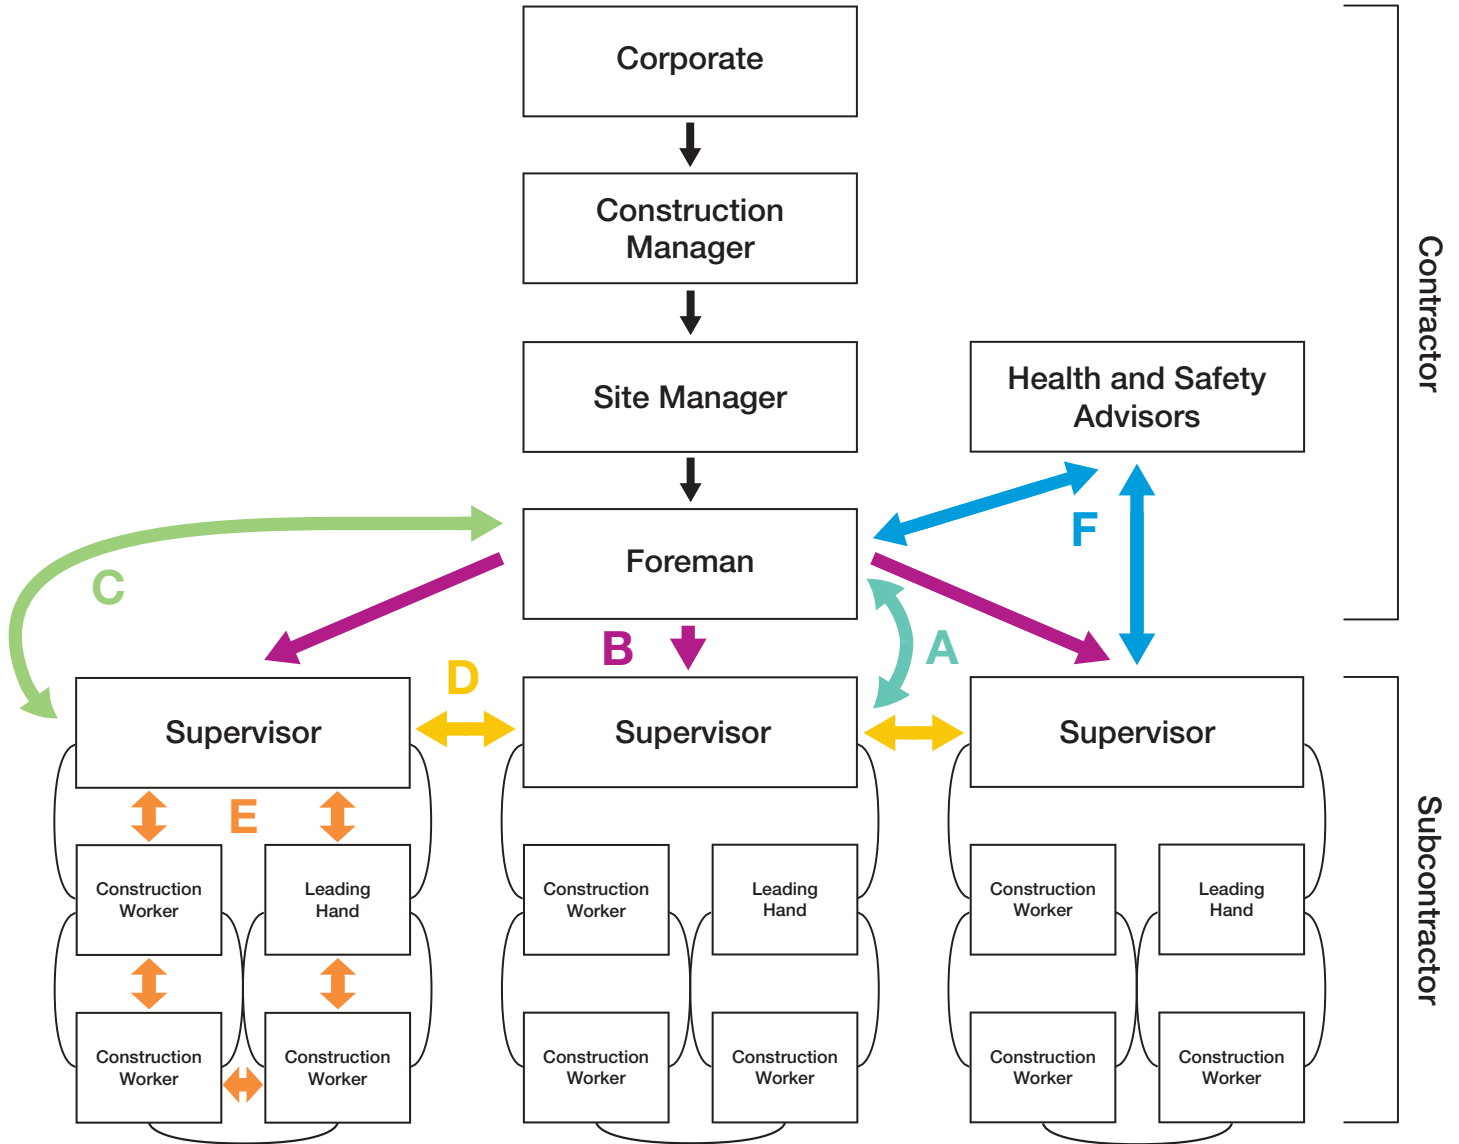 Corporate
Construction
Manager
Site Manager
Health and Safety
Advisors
Contractor
Foreman
F
C
B
A
D
Supervisor
Supervisor
Supervisor
E
Subcontractor
Construction
Worker
Leading
Hand
Construction
Worker
Leading
Hand
Construction
Worker
Leading
Hand
Construction
Worker
Construction
Worker
Construction
Worker
Construction
Worker
Construction
Worker
Construction
Worker